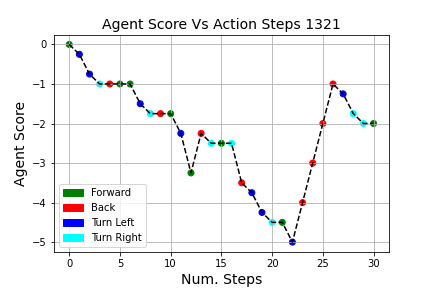 Agent Score Vs Action Steps 1321
Agent Score
0
−1
−2
−3
−4
−5
Forward
Back
Turn Left
Turn Right
0 5 10 15 20 25 30
Num. Steps